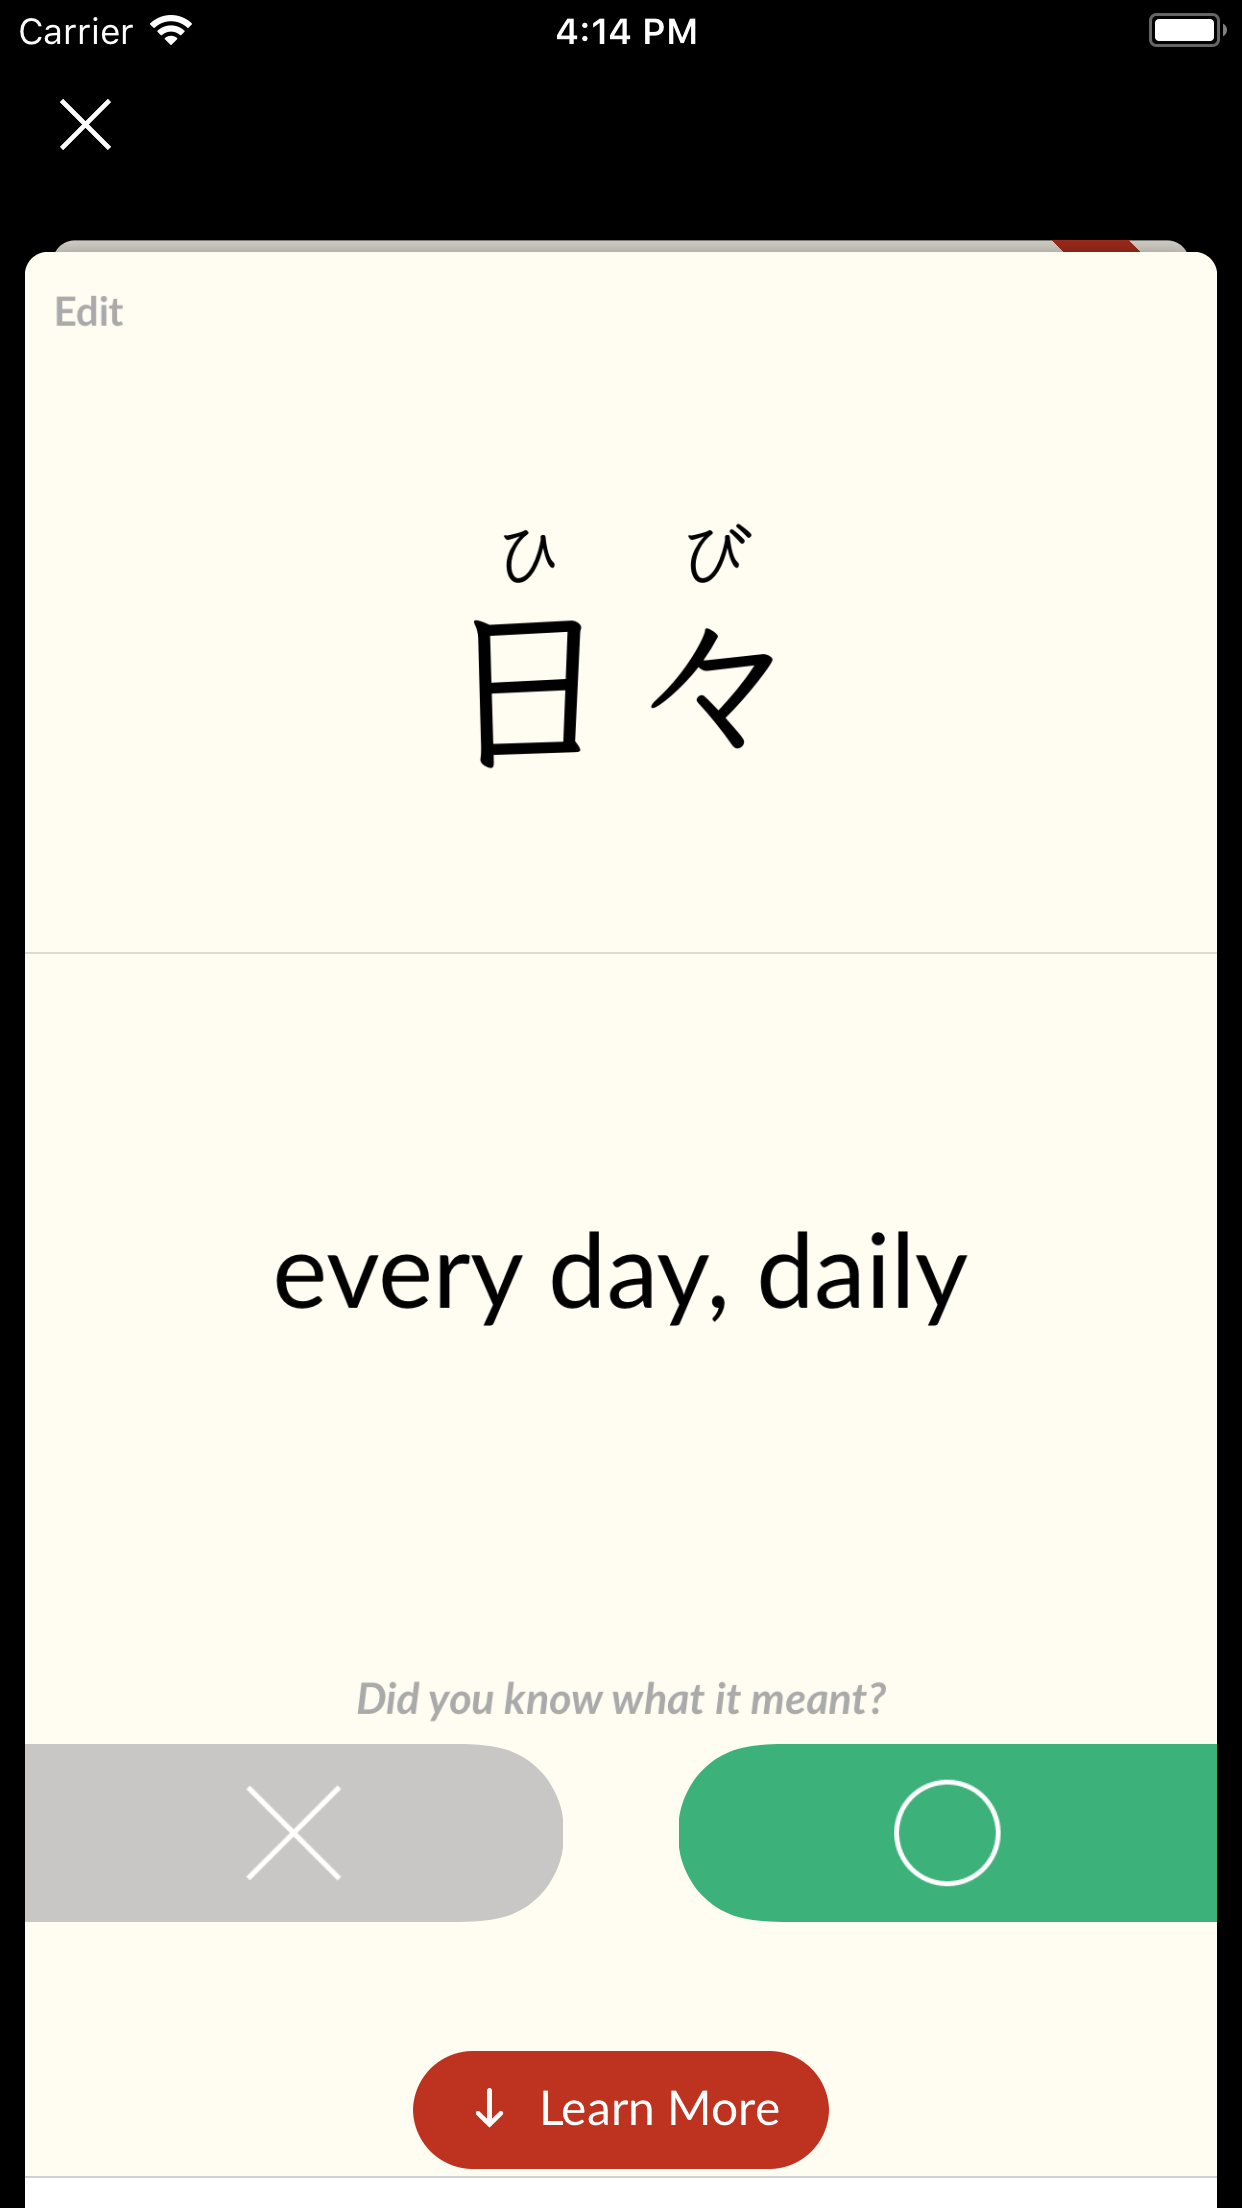 Carrier 4:14 PM
Edit
ひび
日々
every day, daily
Did you know what it meant?
Learn More